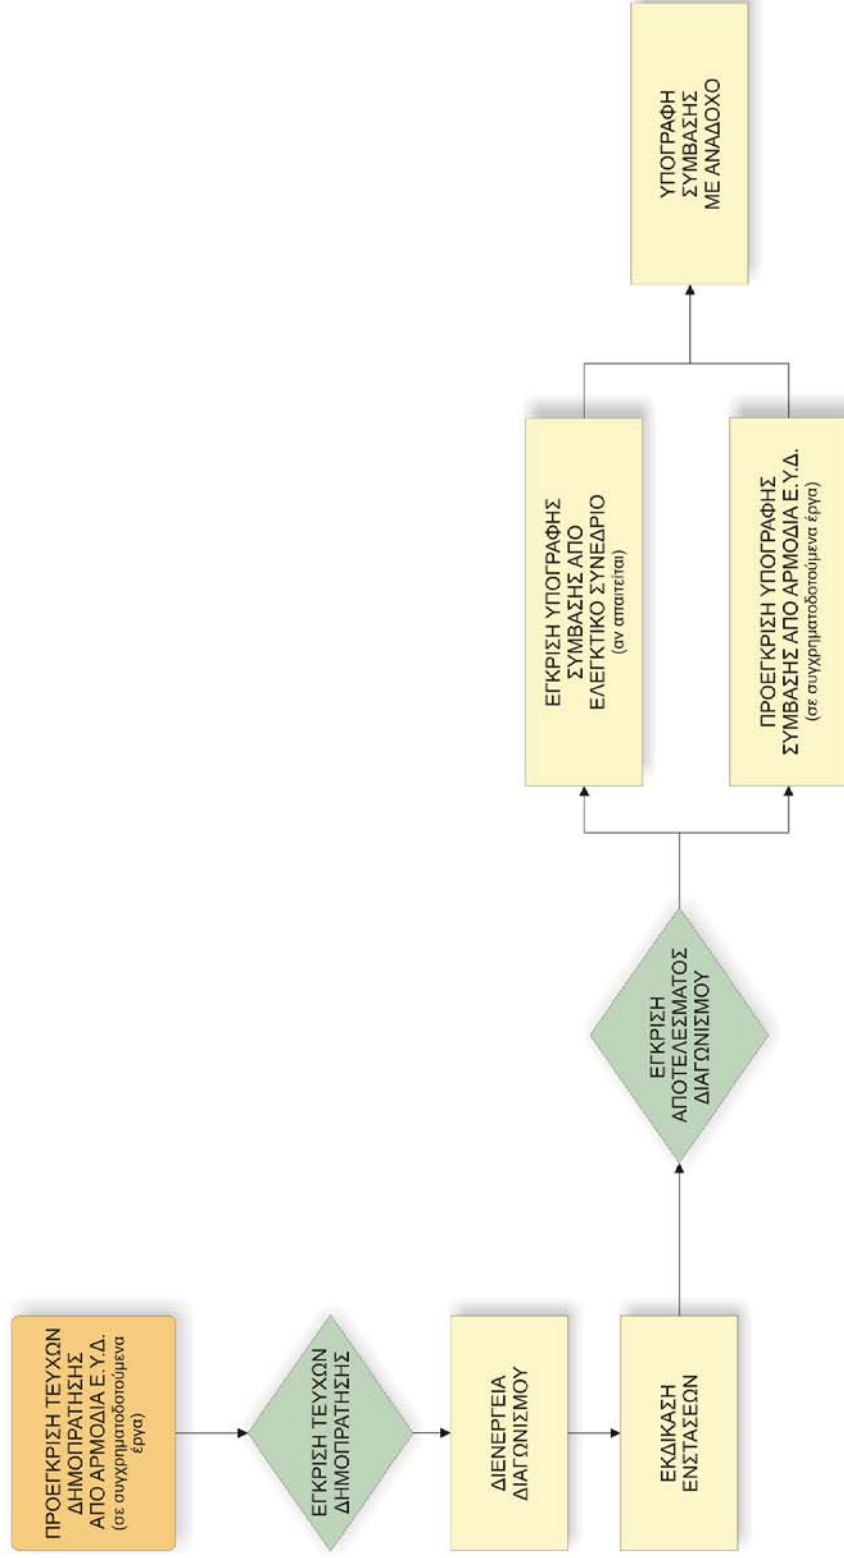 ΠΡΟΕΓΚΡΙΣΗ ΤΕΥΧΩΝ
ΔΗΜΟΠΡΑΤΗΣΗΣ
ΑΠΟ ΑΡΜΟΔΙΑ Ε.Υ.Δ.
(σε συγχρηματοδοτούμενα
έργα)
ΕΓΚΡΙΣΗ ΤΕΥΧΩΝ
ΔΗΜΟΠΡΑΤΗΣΗΣ
ΔΙΕΝΕΡΓΕΙΑ
ΔΙΑΓΩΝΙΣΜΟΥ
ΕΚΔΙΚΑΣΗ
ΕΝΣΤΑΣΕΩΝ
ΕΓΚΡΙΣΗ
ΑΠΟΤΕΛΕΣΜΑΤΟΣ
ΔΙΑΓΩΝΙΣΜΟΥ
ΕΓΚΡΙΣΗ ΥΠΟΓΡΑΦΗΣ
ΣΥΜΒΑΣΗΣ ΑΠΟ
ΕΛΕΓΚΤΙΚΟ ΣΥΝΕΔΡΙΟ
(αν απαιτείται)
ΠΡΟΕΓΚΡΙΣΗ ΥΠΟΓΡΑΦΗΣ
ΣΥΜΒΑΣΗΣ ΑΠΟ ΑΡΜΟΔΙΑ Ε.Υ.Δ.
(σε συγχρηματοδοτούμενα έργα)
ΥΠΟΓΡΑΦΗ
ΣΥΜΒΑΣΗΣ
ΜΕ ΑΝΑΔΟΧΟ